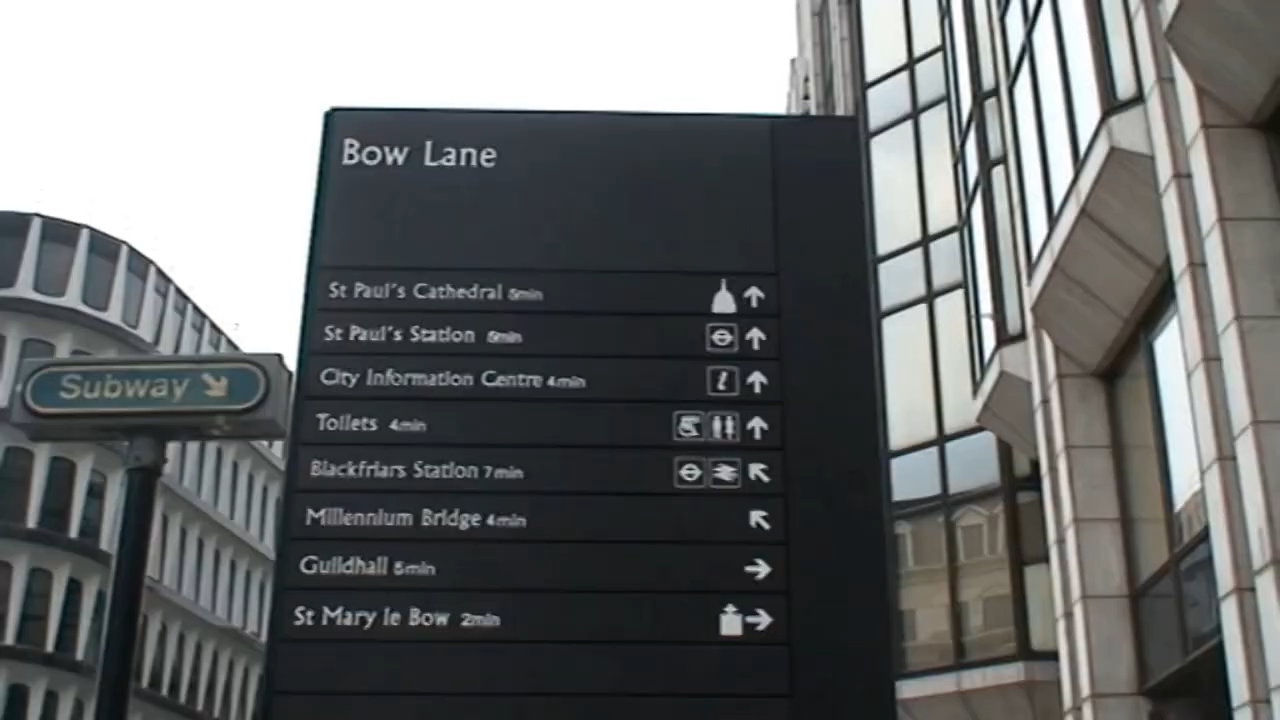 Bow Lane
St Paul's Cathedral 5min
St Paul's Station 6min
City Information Centre 4min
Toilets 4min
Blackfriars Station 7min
Millennium Bridge 4min
Guildhall 5min
St Mary le Bow 2min
Subway